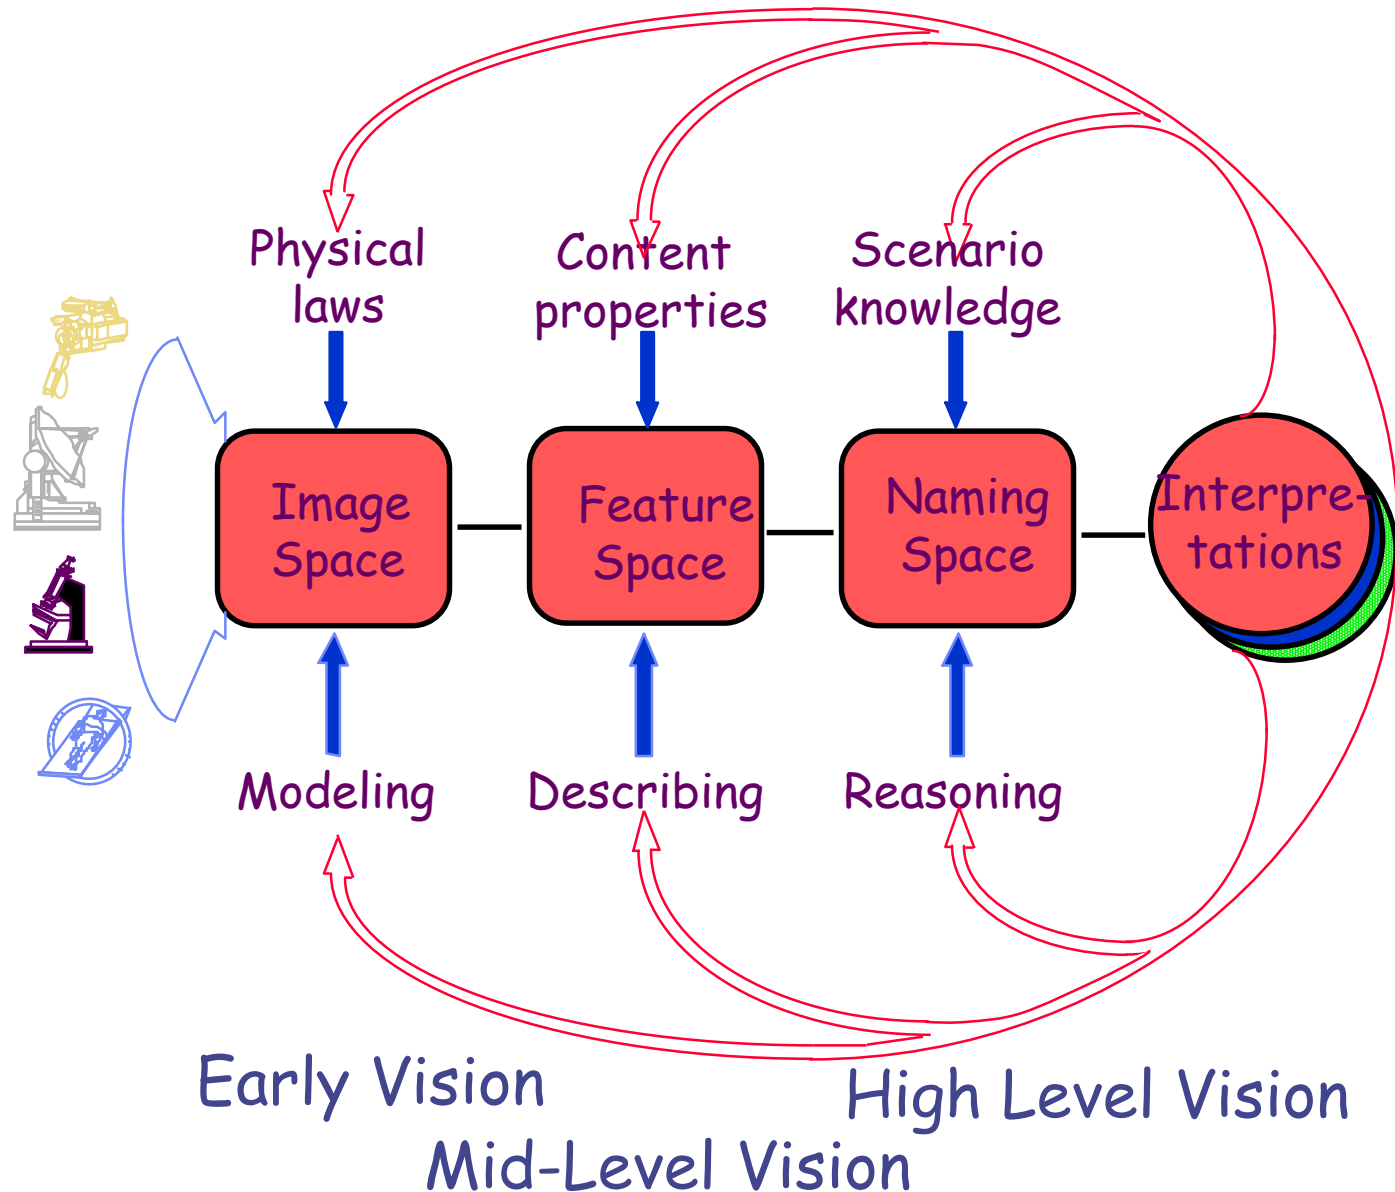 Physical
laws
Content
properties
Scenario
knowledge
Image
Space
Feature
Space
Naming
Space
Interpre-
tations
Modeling
Describing
Reasoning
Early Vision
High Level Vision
Mid-Level Vision